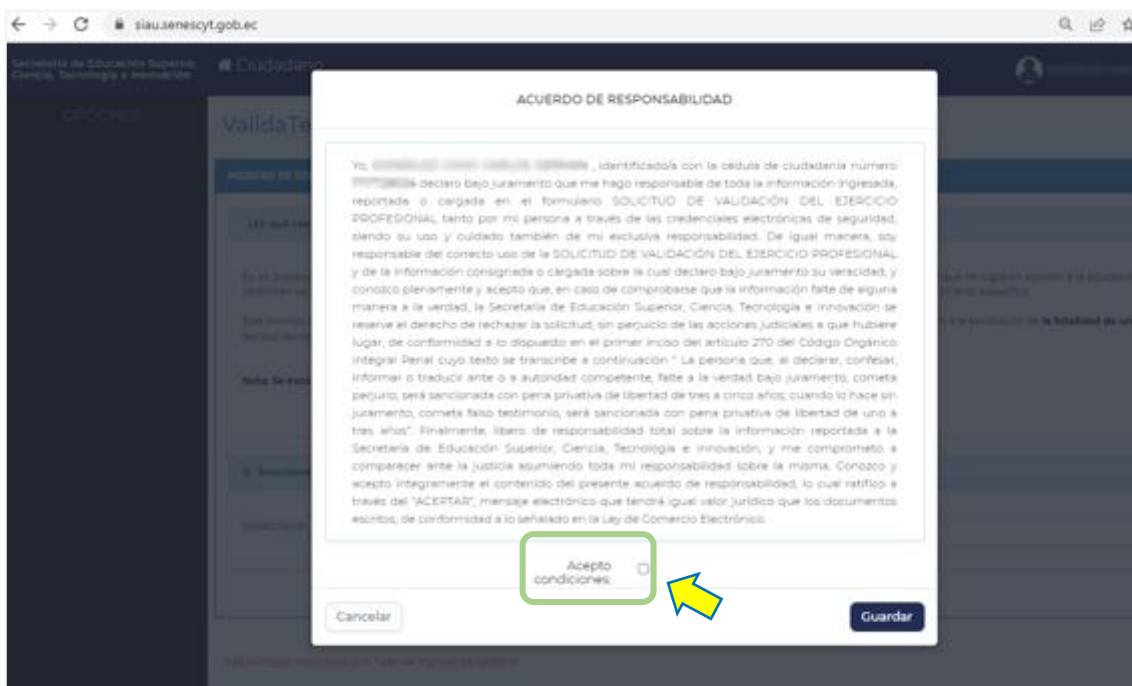 siau.senescyt.gob.ec
Secretaría de Educación Superior,
Ciencia, Tecnología e Innovación
Ciudadano
OPCIONES
ValidaTe
ACUERDO DE RESPONSABILIDAD
Yo, , identificado/a con la cédula de ciudadanía número
declaro bajo juramento que me hago responsable de toda la información ingresada,
reportada o cargada en el formulario SOLICITUD DE VALIDACIÓN DEL EJERCICIO
PROFESIONAL, tanto por mi persona a través de las credenciales electrónicas de seguridad,
siendo su uso y cuidado también de mi exclusiva responsabilidad. De igual manera, soy
responsable del correcto uso de la SOLICITUD DE VALIDACIÓN DEL EJERCICIO PROFESIONAL
y de la información consignada o cargada sobre la cual declaro bajo juramento su veracidad, y
conozco plenamente y acepto que, en caso de comprobarse que la información falte de alguna
manera a la verdad, la Secretaría de Educación Superior, Ciencia, Tecnología e Innovación se
reserve el derecho de rechazar la solicitud, sin perjuicio de las acciones judiciales a que hubiere
lugar, de conformidad a lo dispuesto en el primer inciso del artículo 270 del Código Orgánico
Integral Penal cuyo texto se transcribe a continuación " La persona que, al declarar, confesar,
informar o traducir ante o a autoridad competente, falte a la verdad bajo juramento, cometa
perjurio, será sancionada con pena privativa de libertad de tres a cinco años; cuando lo hace sin
juramento, cometa falso testimonio, será sancionada con pena privativa de libertad de uno a
tres años". Finalmente, libero de responsabilidad total sobre la información reportada a la
Secretaría de Educación Superior, Ciencia, Tecnología e Innovación, y me comprometo a
comparecer ante la justicia asumiendo toda mi responsabilidad sobre la misma. Conozco y
acepto íntegramente el contenido del presente acuerdo de responsabilidad, lo cual ratifico a
través del "ACEPTAR", mensaje electrónico que tendrá igual valor jurídico que los documentos
escritos, de conformidad a lo señalado en la Ley de Comercio Electrónico.
la totalidad de un
Acepto
condiciones:
Cancelar
Guardar